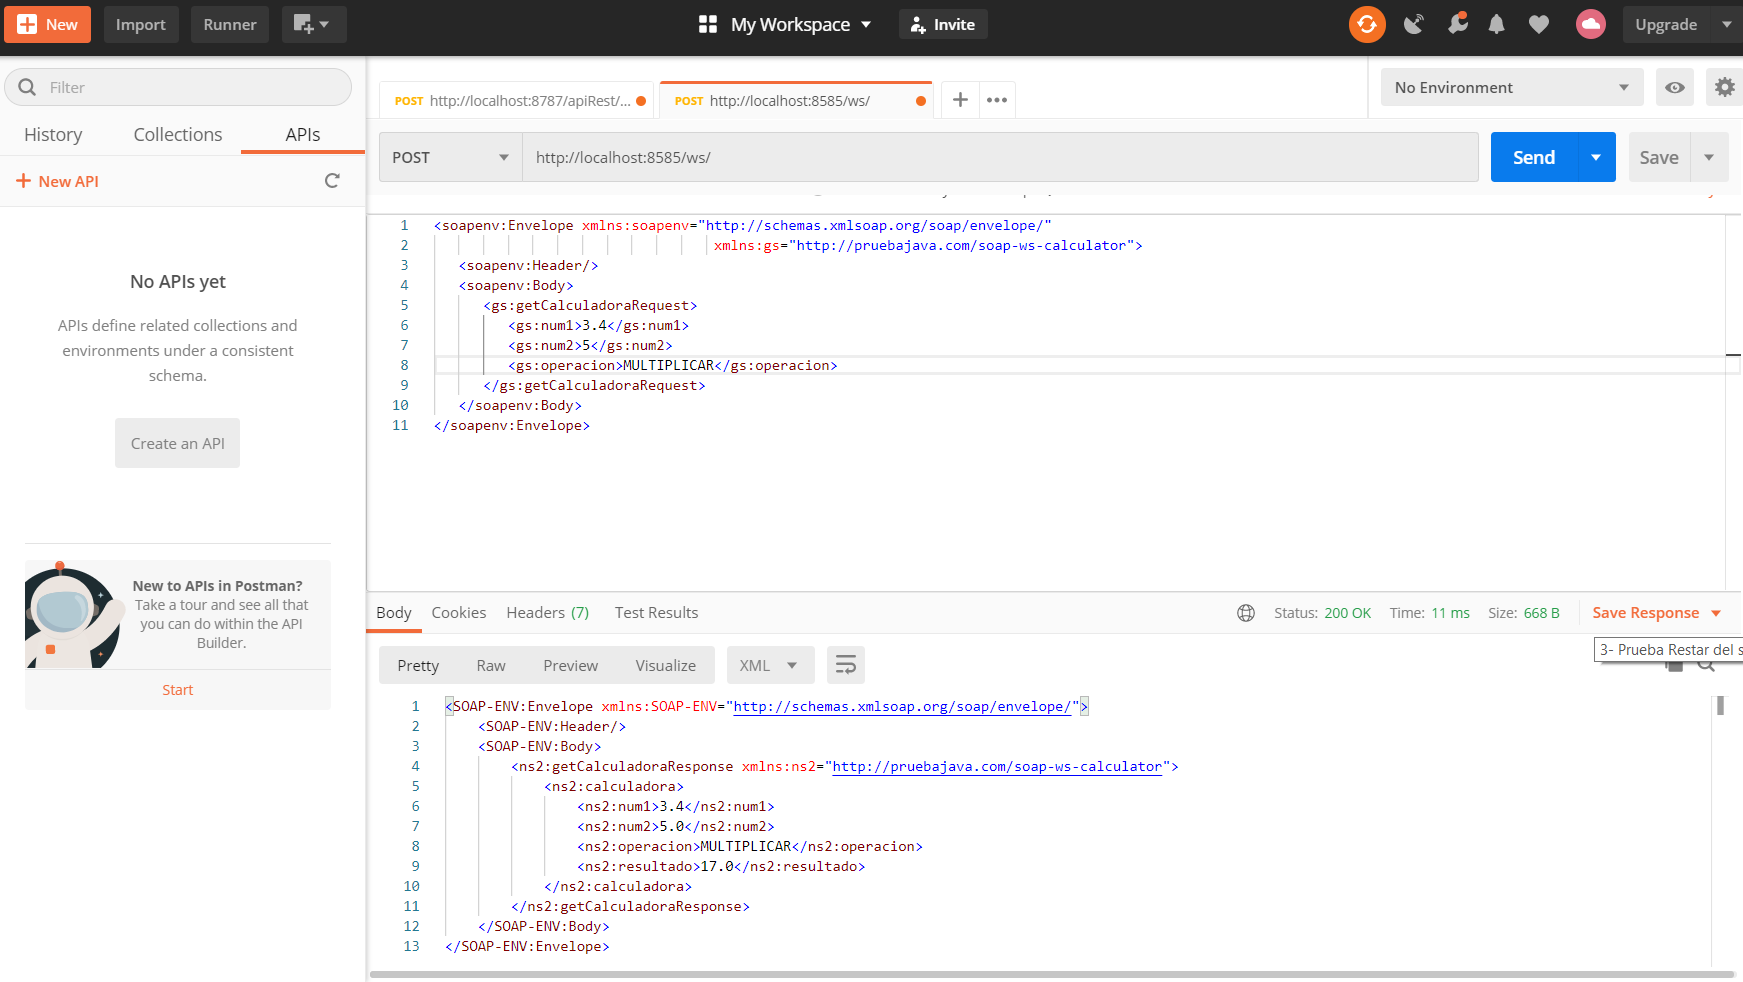 New Import Runner My Workspace Invite Upgrade
Filter
History Collections APIs
New API
No APIs yet
APIs define related collections and
environments under a consistent
schema.
Create an API
New to APIs in Postman?
Take a tour and see all that
you can do within the API
Builder.
Start
POST http://localhost:8787/apiRest/... POST http://localhost:8585/ws/ + ••• No Environment
POST http://localhost:8585/ws/ Send Save
1 <soapenv:Envelope xmlns:soapenv="http://schemas.xmlsoap.org/soap/envelope/"
2 xmlns:gs="http://pruebajava.com/soap-ws-calculator">
3 <soapenv:Header/>
4 <soapenv:Body>
5 <gs:getCalculadoraRequest>
6 <gs:num1>3.4</gs:num1>
7 <gs:num2>5</gs:num2>
8 <gs:operacion>MULTIPLICAR</gs:operacion>
9 </gs:getCalculadoraRequest>
10 </soapenv:Body>
11 </soapenv:Envelope>
Body Cookies Headers (7) Test Results Status: 200 OK Time: 11 ms Size: 668 B Save Response
3- Prueba Restar del s
Pretty Raw Preview Visualize XML
1 <SOAP-ENV:Envelope xmlns:SOAP-ENV="http://schemas.xmlsoap.org/soap/envelope/">
2 <SOAP-ENV:Header/>
3 <SOAP-ENV:Body>
4 <ns2:getCalculadoraResponse xmlns:ns2="http://pruebajava.com/soap-ws-calculator">
5 <ns2:calculadora>
6 <ns2:num1>3.4</ns2:num1>
7 <ns2:num2>5.0</ns2:num2>
8 <ns2:operacion>MULTIPLICAR</ns2:operacion>
9 <ns2:resultado>17.0</ns2:resultado>
10 </ns2:calculadora>
11 </ns2:getCalculadoraResponse>
12 </SOAP-ENV:Body>
13 </SOAP-ENV:Envelope>